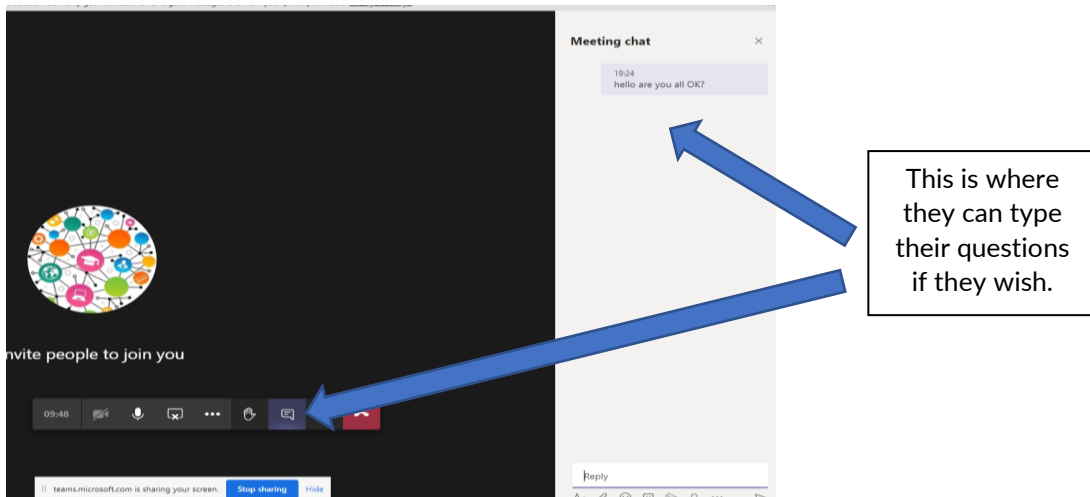 Meeting chat
19:24
hello are you all OK?
This is where
they can type
their questions
if they wish.
nvite people to join you
09:48
teams.microsoft.com is sharing your screen. Stop sharing Hide
Reply